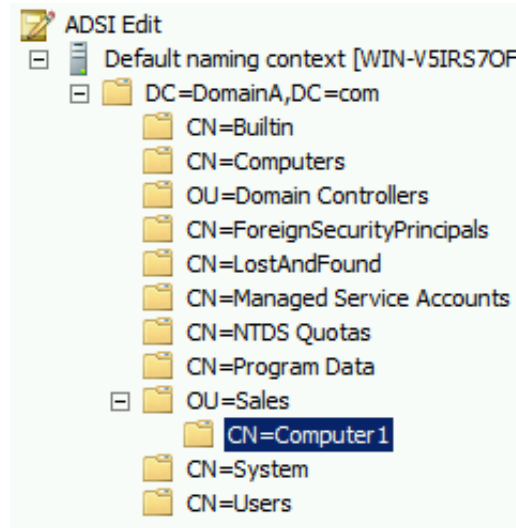 ADSI Edit
Default naming context [WIN-V5IRS7OF
DC=DomainA,DC=com
CN=Builtin
CN=Computers
OU=Domain Controllers
CN=ForeignSecurityPrincipals
CN=LostAndFound
CN=Managed Service Accounts
CN=NTDS Quotas
CN=Program Data
OU=Sales
CN=Computer1
CN=System
CN=Users